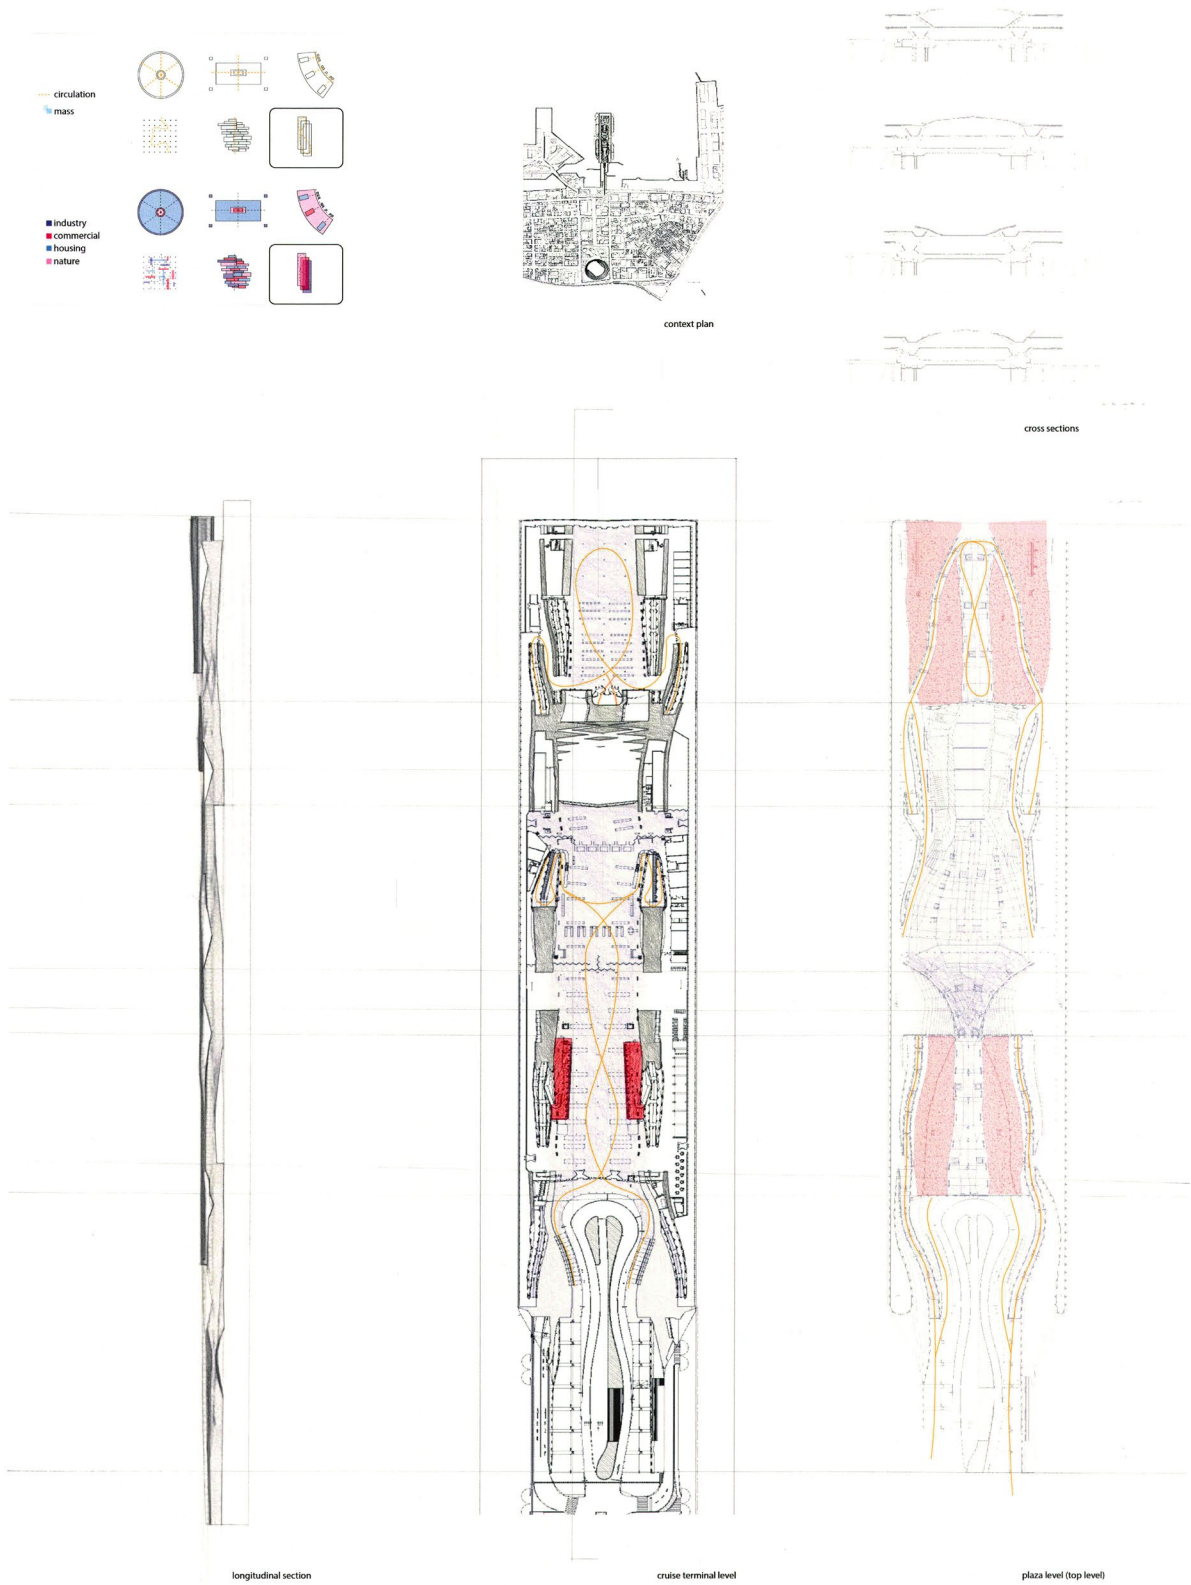 circulation
mass
industry
commercial
housing
nature
context plan
cross sections
longitudinal section
cruise terminal level
plaza level (top level)